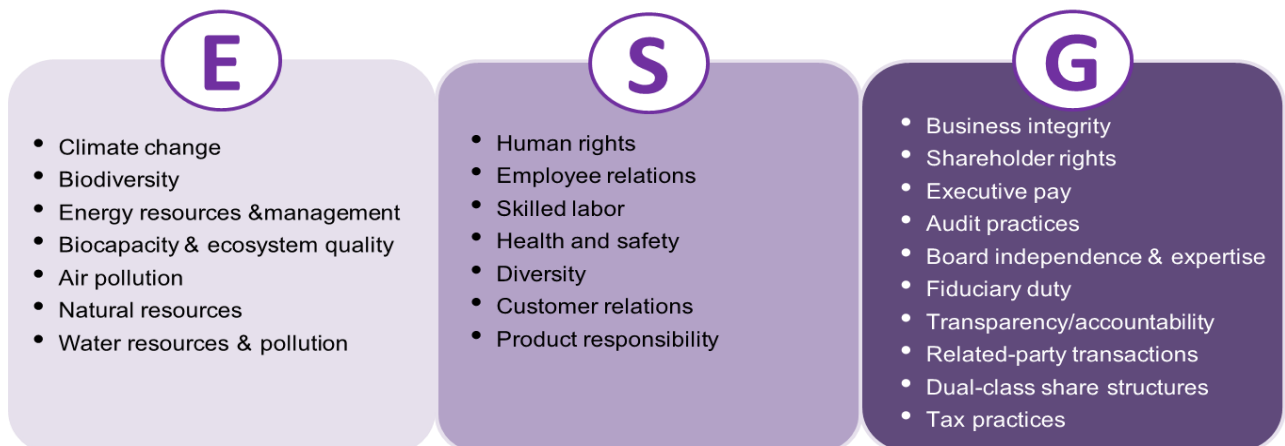 E
• Climate change
• Biodiversity
• Energy resources &management
• Biocapacity & ecosystem quality
• Air pollution
• Natural resources
• Water resources & pollution
S
• Human rights
• Employee relations
• Skilled labor
• Health and safety
• Diversity
• Customer relations
• Product responsibility
G
• Business integrity
• Shareholder rights
• Executive pay
• Audit practices
• Board independence & expertise
• Fiduciary duty
• Transparency/accountability
• Related-party transactions
• Dual-class share structures
• Tax practices